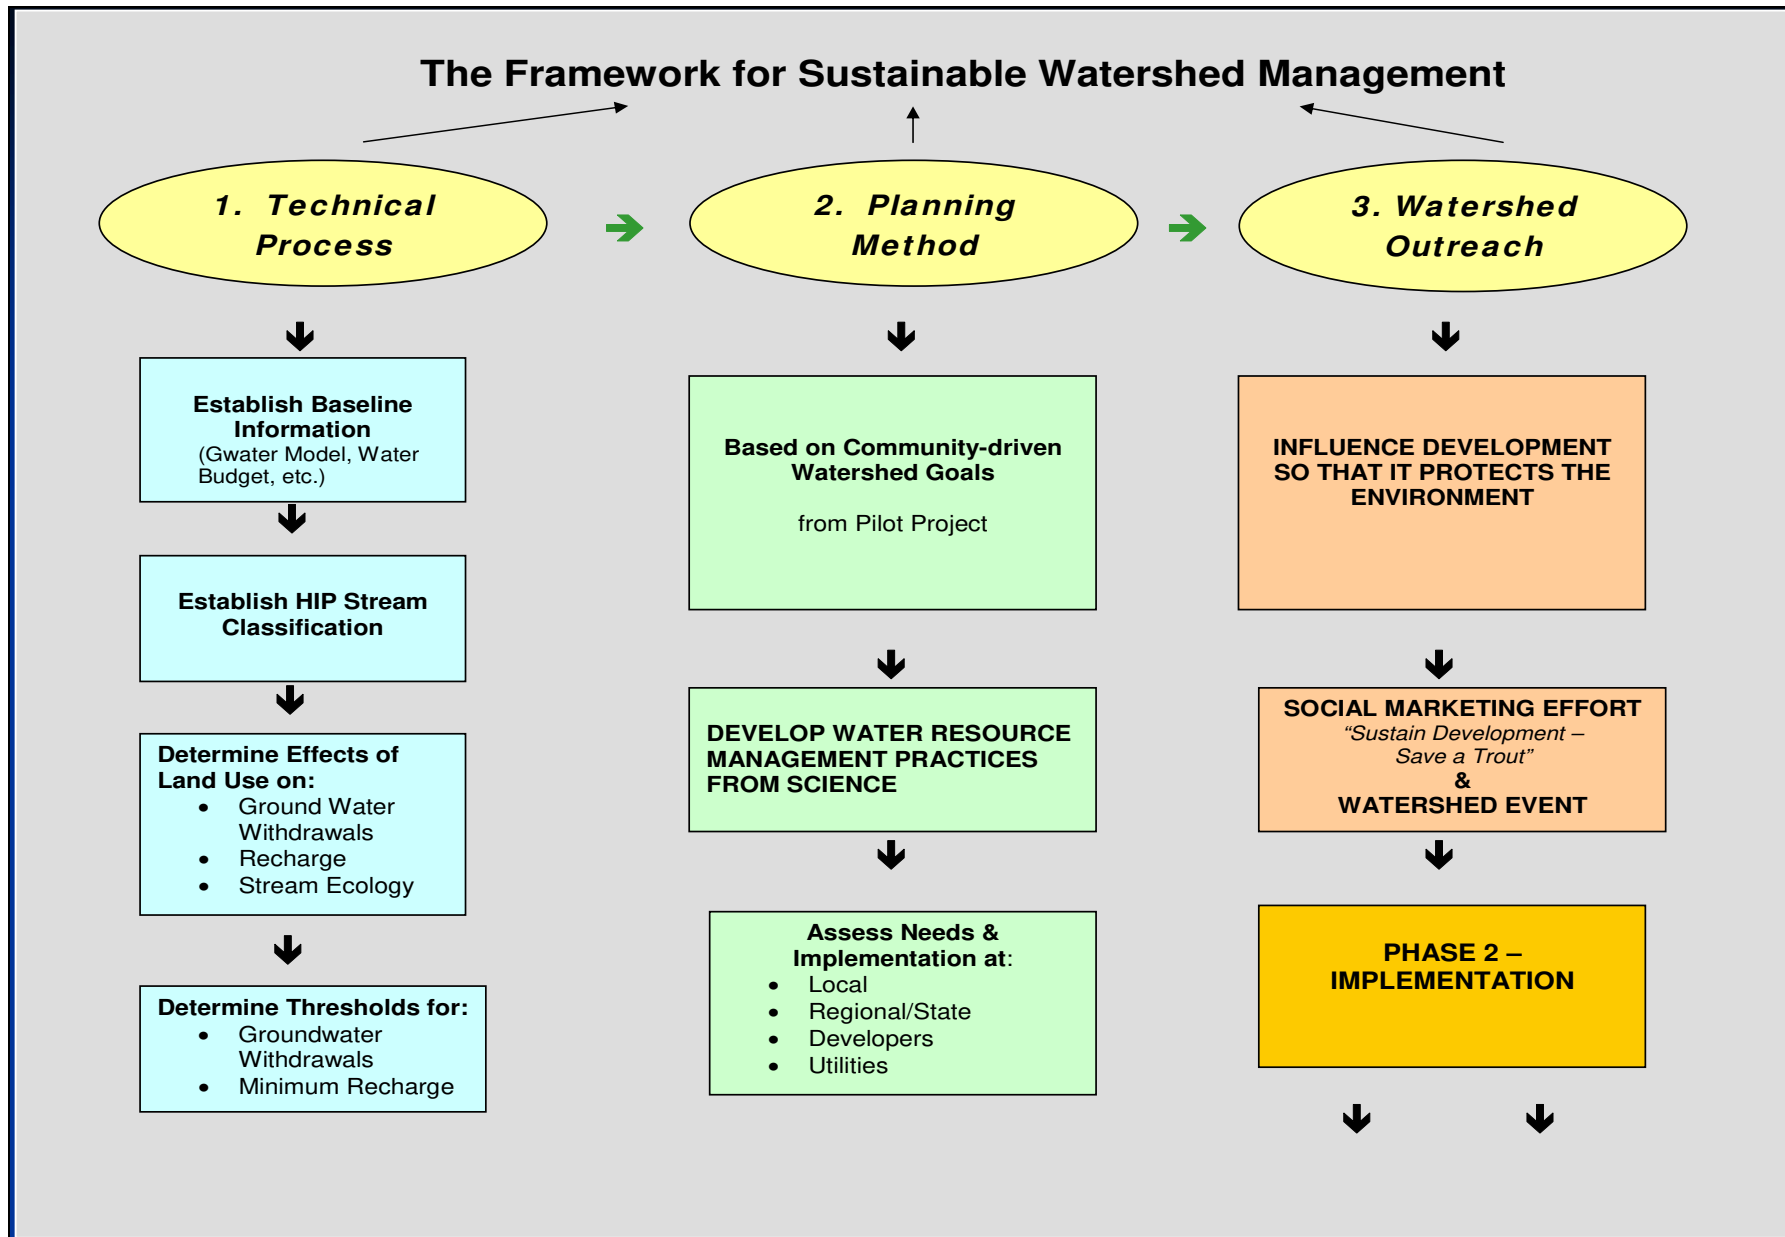 The Framework for Sustainable Watershed Management
1. Technical
Process
2. Planning
Method
3. Watershed
Outreach
Establish Baseline
Information
(Gwater Model, Water
Budget, etc.)
Establish HIP Stream
Classification
Determine Effects of
Land Use on:
• Ground Water
Withdrawals
• Recharge
• Stream Ecology
Determine Thresholds for:
• Groundwater
Withdrawals
• Minimum Recharge
Based on Community-driven
Watershed Goals
from Pilot Project
DEVELOP WATER RESOURCE
MANAGEMENT PRACTICES
FROM SCIENCE
Assess Needs &
Implementation at:
• Local
• Regional/State
• Developers
• Utilities
INFLUENCE DEVELOPMENT
SO THAT IT PROTECTS THE
ENVIRONMENT
SOCIAL MARKETING EFFORT
“Sustain Development –
Save a Trout”
&
WATERSHED EVENT
PHASE 2 –
IMPLEMENTATION